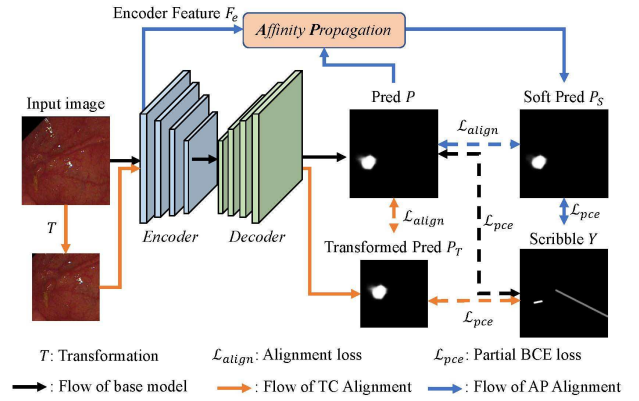 Encoder Feature F_e
Affinity Propagation
Input image
Pred P
Soft Pred P_S
ℒ_align
T
ℒ_align
ℒ_pce
ℒ_pce
Encoder
Decoder
Transformed Pred P_T
Scribble Y
ℒ_pce
T: Transformation
ℒ_align: Alignment loss
ℒ_pce: Partial BCE loss
: Flow of base model
: Flow of TC Alignment
: Flow of AP Alignment